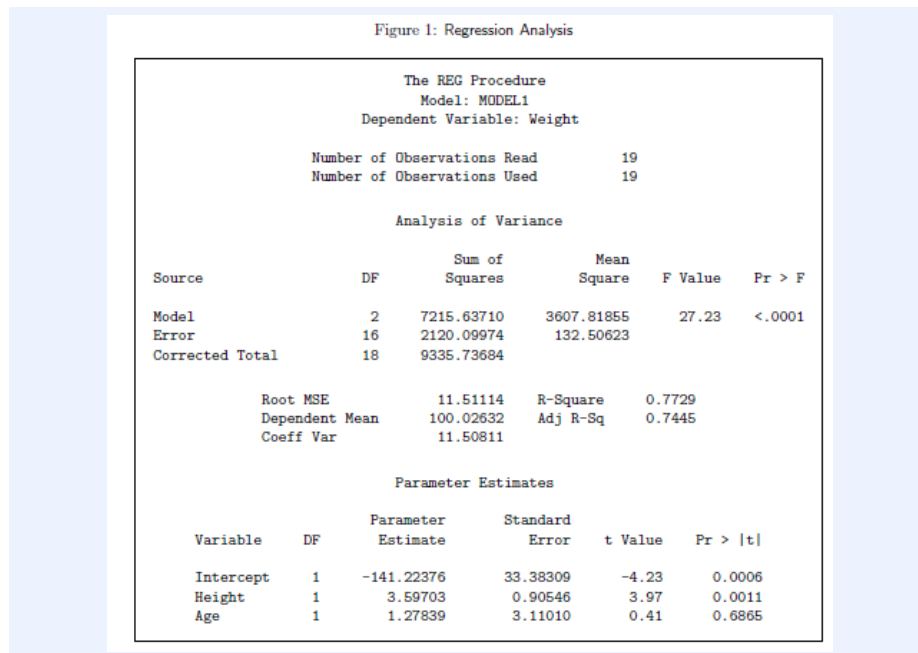 Figure 1: Regression Analysis
The REG Procedure
Model: MODEL1
Dependent Variable: Weight
Number of Observations Read 19
Number of Observations Used 19
Analysis of Variance
Sum of Mean
Source DF Squares Square F Value Pr > F
Model 2 7215.63710 3607.81855 27.23 <.0001
Error 16 2120.09974 132.50623
Corrected Total 18 9335.73684
Root MSE 11.51114 R-Square 0.7729
Dependent Mean 100.02632 Adj R-Sq 0.7445
Coeff Var 11.50811
Parameter Estimates
Parameter Standard
Variable DF Estimate Error t Value Pr > |t|
Intercept 1 -141.22376 33.38309 -4.23 0.0006
Height 1 3.59703 0.90546 3.97 0.0011
Age 1 1.27839 3.11010 0.41 0.6865